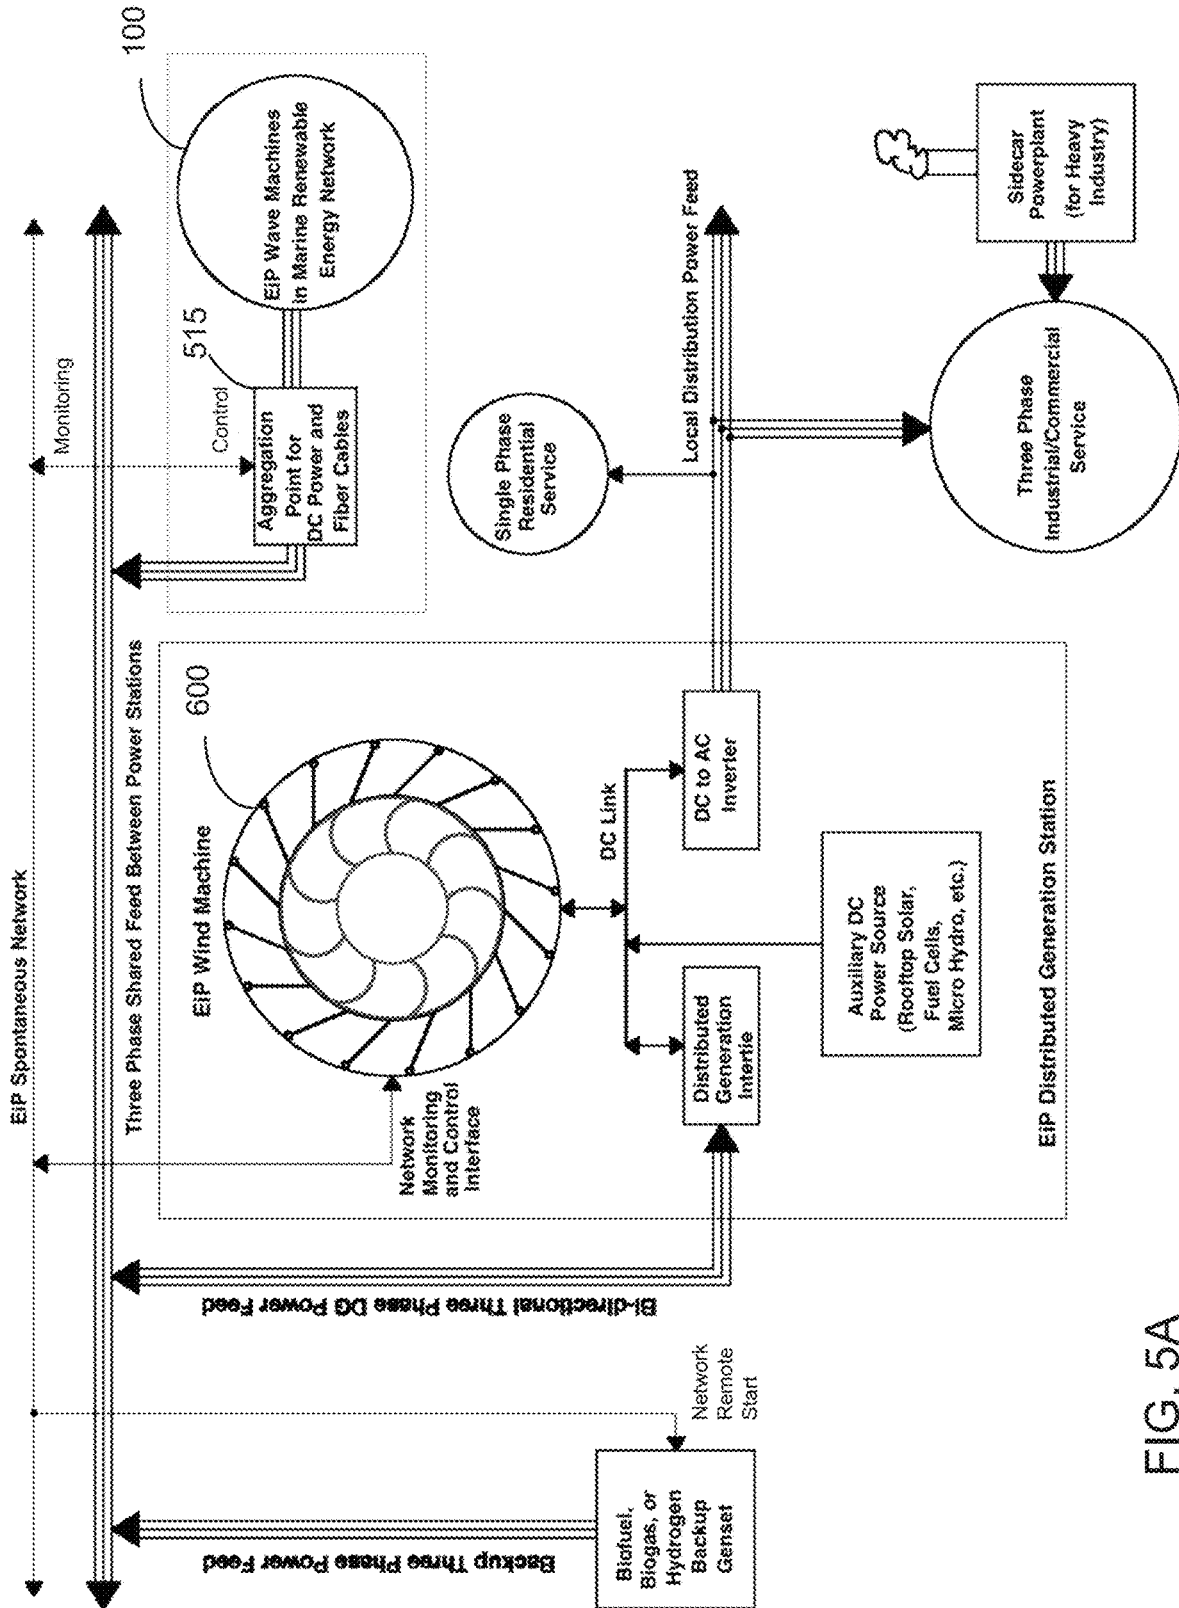 EiP Spontaneous Network
Monitoring
Three Phase Shared Feed Between Power Stations
100
515
Control
Aggregation
Point for
DC Power and
Fiber Cables
EiP Wave Machines
in Marine Renewable
Energy Network
600
EiP Wind Machine
Network
Monitoring
and Control
Interface
DC Link
Distributed
Generation
Intertie
DC to AC
Inverter
Auxiliary DC
Power Source
(Rooftop Solar,
Fuel Cells,
Micro Hydro, etc.)
EiP Distributed Generation Station
Single Phase
Residential
Service
Local Distribution Power Feed
Three Phase
Industrial/Commercial
Service
Sidecar
Powerplant
(for Heavy
Industry)
Bi-directional Three Phase DG Power Feed
Backup Three Phase Power Feed
Network
Remote
Start
Biofuel,
Biogas, or
Hydrogen
Backup
Genset
FIG. 5A